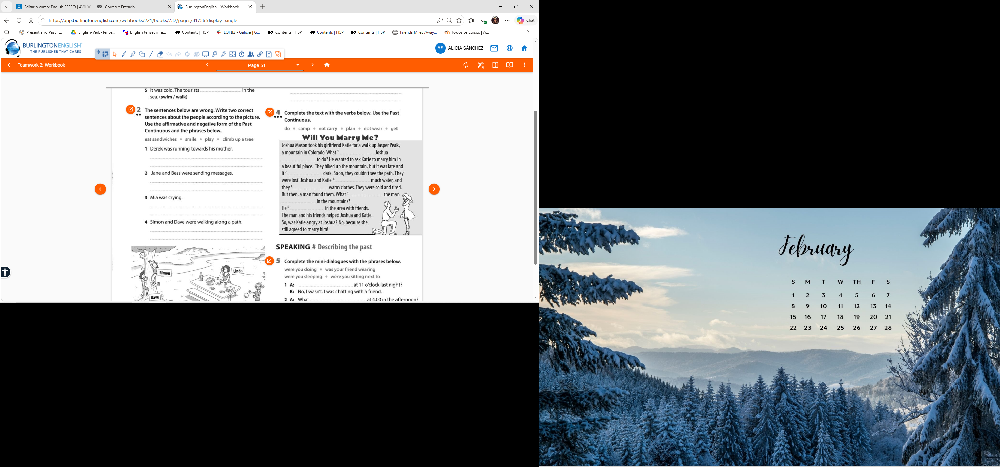 Editar o curso: English 2ºESO | AVE
Correo :: Entrada
BurlingtonEnglish - Workbook
https://app.burlingtonenglish.com/webbooks/221/books/732/pages/81756?display=single
Chat
Present and Past T...
English-Verb-Tense...
English tenses in a...
H-P Contents | H5P
EOI B2 - Galicia | G...
H-P Contents | H5P
H-P Contents | H5P
H-P Contents | H5P
Friends Miles Away...
Todos os cursos | A...
BURLINGTONENGLISH®
THE PUBLISHER THAT CARES
AS ALICIA SÁNCHEZ
Teamwork 2: Workbook
Page 51
5 It was cold. The tourists in the
sea. (swim / walk)
2 The sentences below are wrong. Write two correct
sentences about the people according to the picture.
Use the affirmative and negative form of the Past
Continuous and the phrases below.
eat sandwiches • smile • play • climb up a tree
1 Derek was running towards his mother.
2 Jane and Bess were sending messages.
3 Mia was crying.
4 Simon and Dave were walking along a path.
Simon
Linda
Dave
4 Complete the text with the verbs below. Use the Past
Continuous.
do • camp • not carry • plan • not wear • get
Will You Marry Me?
Joshua Mason took his girlfriend Katie for a walk up Jasper Peak,
a mountain in Colorado. What 1. Joshua
to do? He wanted to ask Katie to marry him in
a beautiful place. They hiked up the mountain, but it was late and
it 2. dark. Soon, they couldn't see the path. They
were lost! Joshua and Katie 3. much water, and
they 4. warm clothes. They were cold and tired.
But then, a man found them. What 5. the man
in the mountains?
He 6. in the area with friends.
The man and his friends helped Joshua and Katie.
So, was Katie angry at Joshua? No, because she
still agreed to marry him!
SPEAKING # Describing the past
5 Complete the mini-dialogues with the phrases below.
were you doing • was your friend wearing
were you sleeping • were you sitting next to
1 A: at 11 o'clock last night?
B: No, I wasn't. I was chatting with a friend.
2 A: What at 4.00 in the afternoon?
February
S M T W TH F S
1 2 3 4 5 6 7
8 9 10 11 12 13 14
15 16 17 18 19 20 21
22 23 24 25 26 27 28